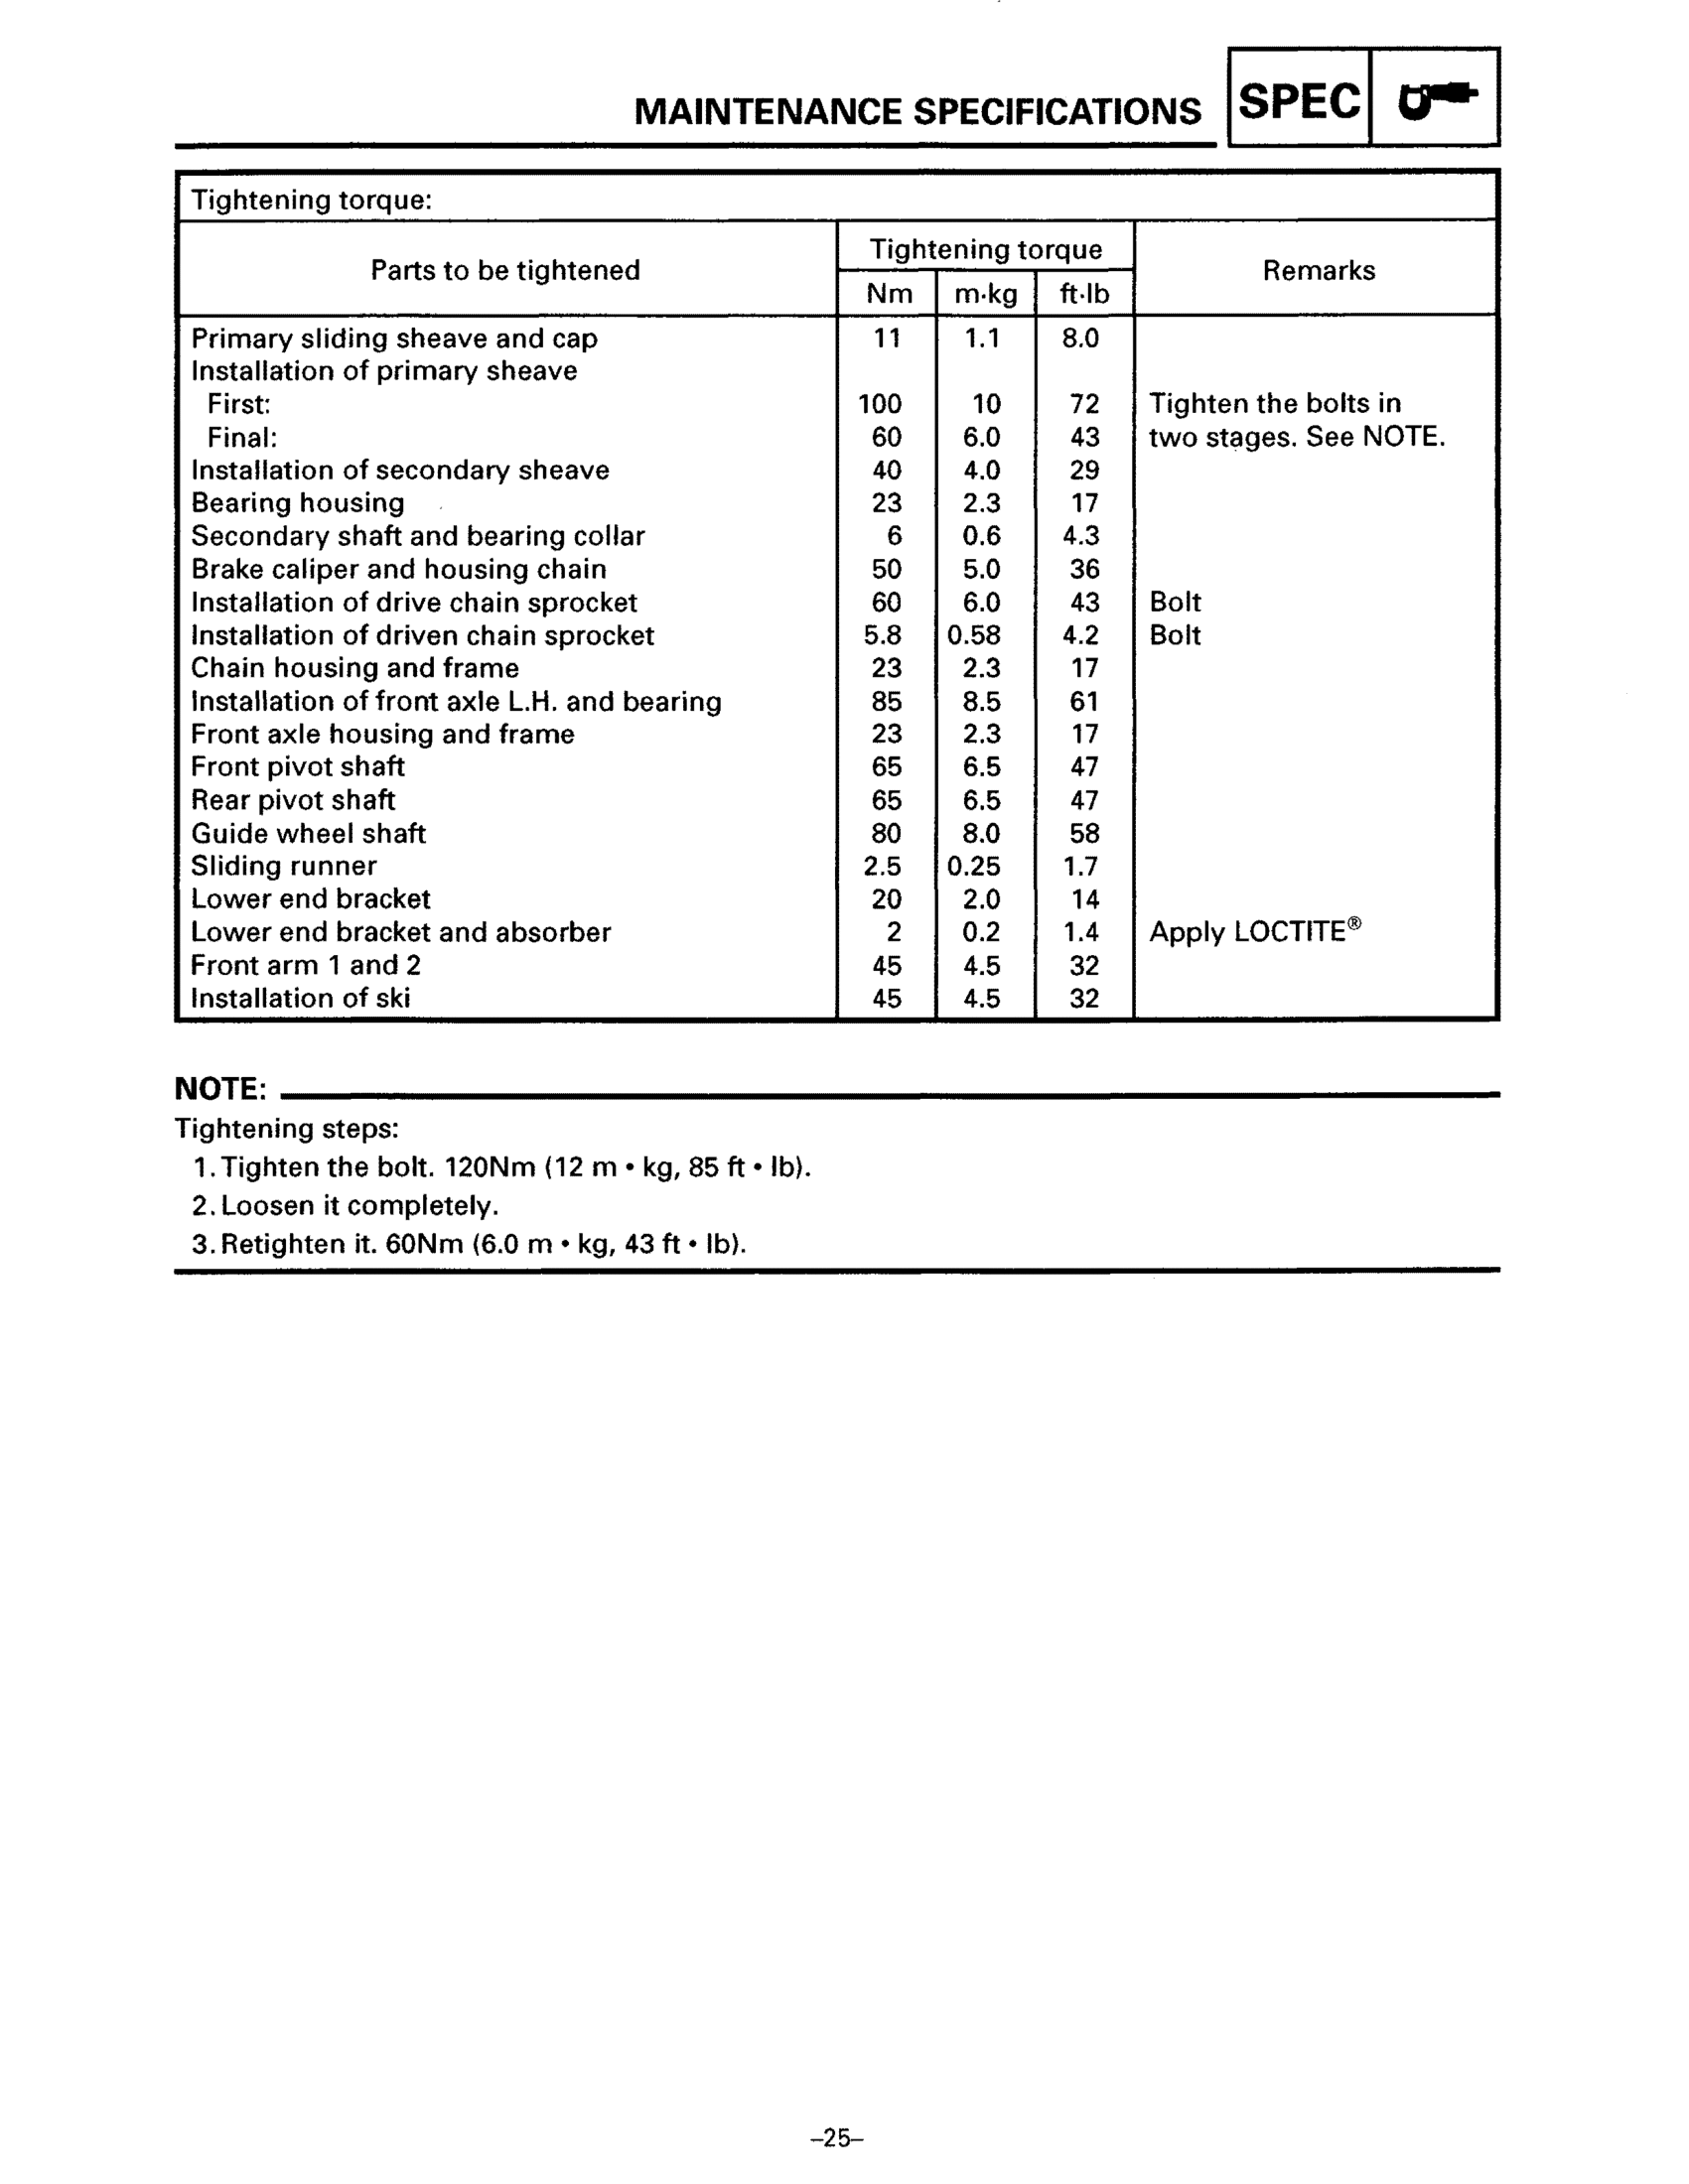 MAINTENANCE SPECIFICATIONS SPEC
Tightening torque:
Parts to be tightened Tightening torque Remarks
Nm m·kg ft·lb
Primary sliding sheave and cap 11 1.1 8.0
Installation of primary sheave
First: 100 10 72 Tighten the bolts in
Final: 60 6.0 43 two stages. See NOTE.
Installation of secondary sheave 40 4.0 29
Bearing housing 23 2.3 17
Secondary shaft and bearing collar 6 0.6 4.3
Brake caliper and housing chain 50 5.0 36
Installation of drive chain sprocket 60 6.0 43 Bolt
Installation of driven chain sprocket 5.8 0.58 4.2 Bolt
Chain housing and frame 23 2.3 17
Installation of front axle L.H. and bearing 85 8.5 61
Front axle housing and frame 23 2.3 17
Front pivot shaft 65 6.5 47
Rear pivot shaft 65 6.5 47
Guide wheel shaft 80 8.0 58
Sliding runner 2.5 0.25 1.7
Lower end bracket 20 2.0 14
Lower end bracket and absorber 2 0.2 1.4 Apply LOCTITE®
Front arm 1 and 2 45 4.5 32
Installation of ski 45 4.5 32
NOTE:
Tightening steps:
1. Tighten the bolt. 120Nm (12 m • kg, 85 ft • lb).
2. Loosen it completely.
3. Retighten it. 60Nm (6.0 m • kg, 43 ft • lb).
–25–